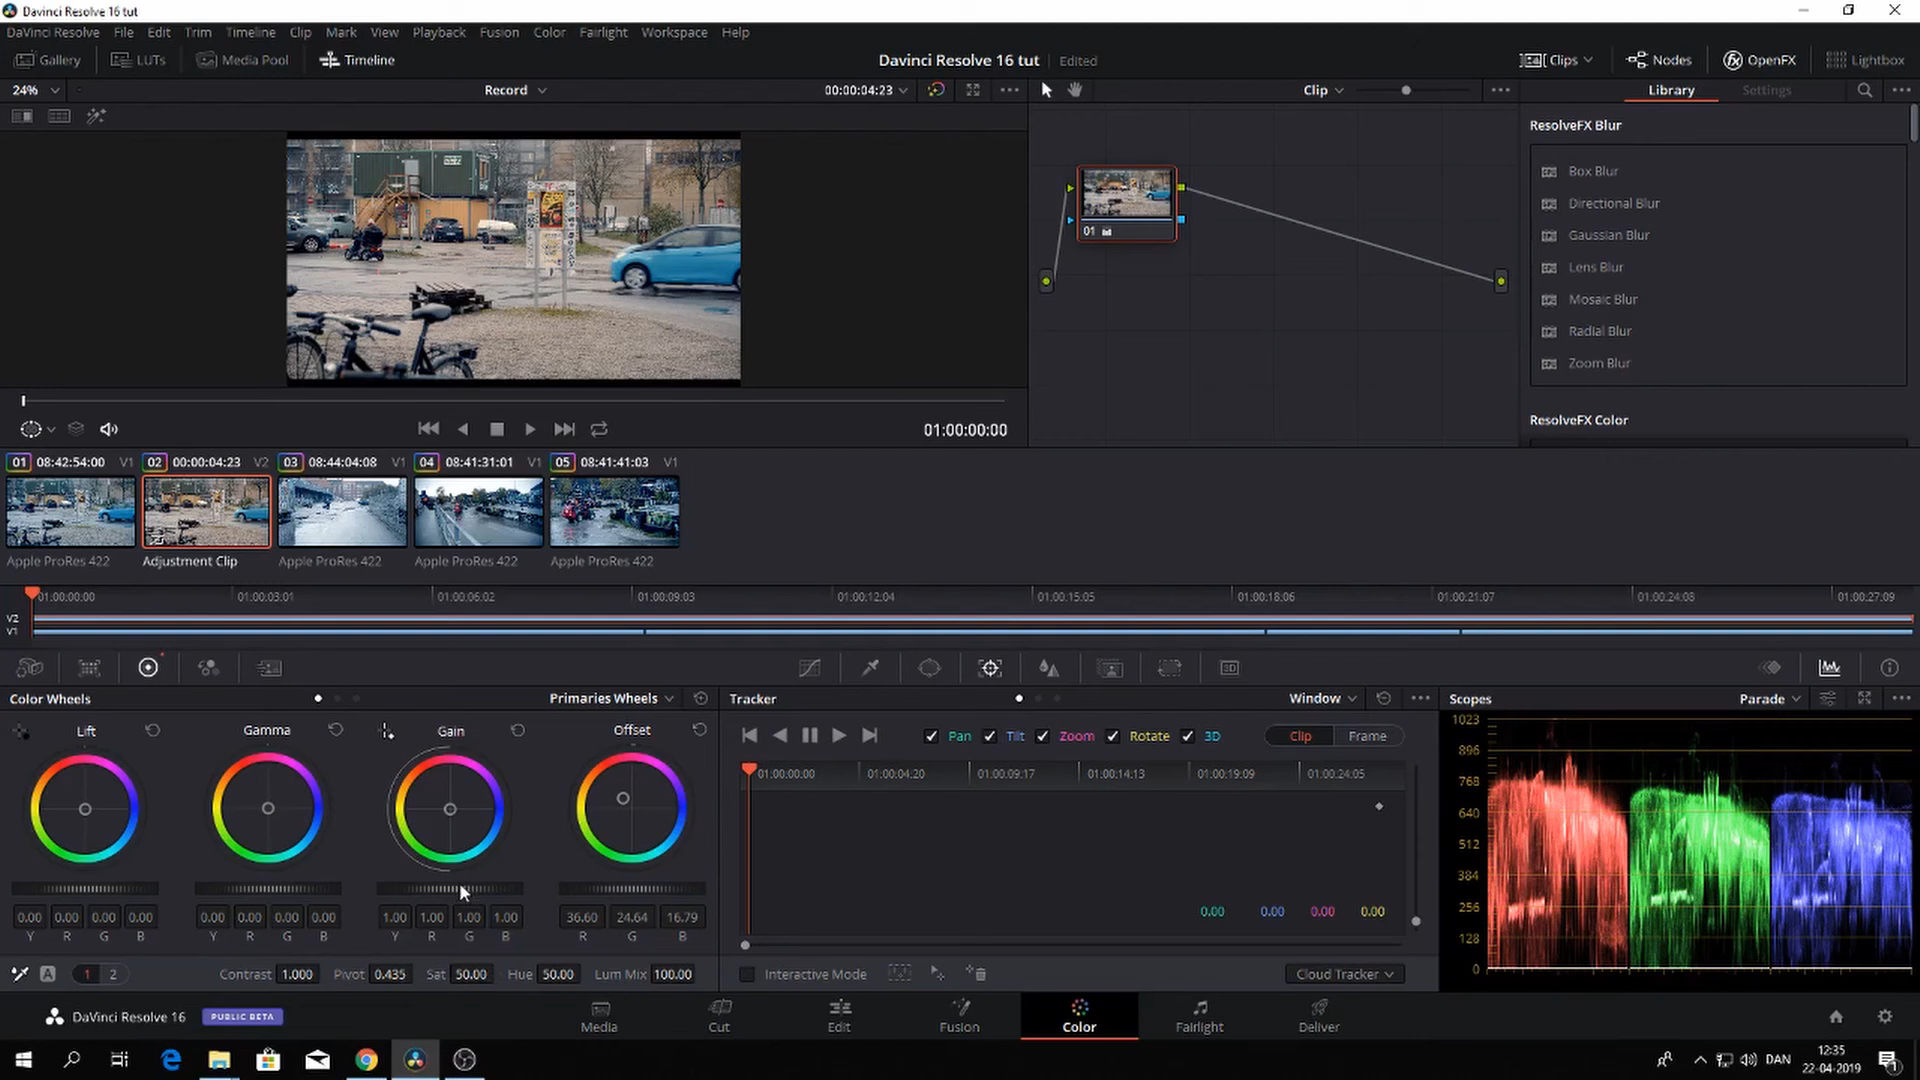 Davinci Resolve 16 tut
DaVinci Resolve File Edit Trim Timeline Clip Mark View Playback Fusion Color Fairlight Workspace Help
Gallery LUTs Media Pool Timeline Davinci Resolve 16 tut Edited Clips Nodes OpenFX Lightbox
24% Record 00:00:04:23 Clip Library Settings
ResolveFX Blur
Box Blur
Directional Blur
Gaussian Blur
01
Lens Blur
Mosaic Blur
Radial Blur
Zoom Blur
ResolveFX Color
01:00:00:00
01 08:42:54:00 V1 02 00:00:04:23 V2 03 08:44:04:08 V1 04 08:41:31:01 V1 05 08:41:41:03 V1
Apple ProRes 422 Adjustment Clip Apple ProRes 422 Apple ProRes 422 Apple ProRes 422
01:00:00:00 01:00:03:01 01:00:06:02 01:00:09:03 01:00:12:04 01:00:15:05 01:00:18:06 01:00:21:07 01:00:24:08 01:00:27:09
V2
V1
3D
Color Wheels Primaries Wheels Tracker Window Scopes Parade
Lift Gamma Gain Offset
Pan Tilt Zoom Rotate 3D Clip Frame
01:00:00:00 01:00:04:20 01:00:09:17 01:00:14:13 01:00:19:09 01:00:24:05
1023
896
768
640
512
384
256
128
0
0.00 0.00 0.00 0.00
0.00 0.00 0.00 0.00 0.00 0.00 0.00 0.00 1.00 1.00 1.00 1.00 36.60 24.64 16.79
Y R G B Y R G B Y R G B R G B
A 1 2 Contrast 1.000 Pivot 0.435 Sat 50.00 Hue 50.00 Lum Mix 100.00
Interactive Mode Cloud Tracker
DaVinci Resolve 16 PUBLIC BETA
Media Cut Edit Fusion Color Fairlight Deliver
DAN 12:35
22-04-2019
1